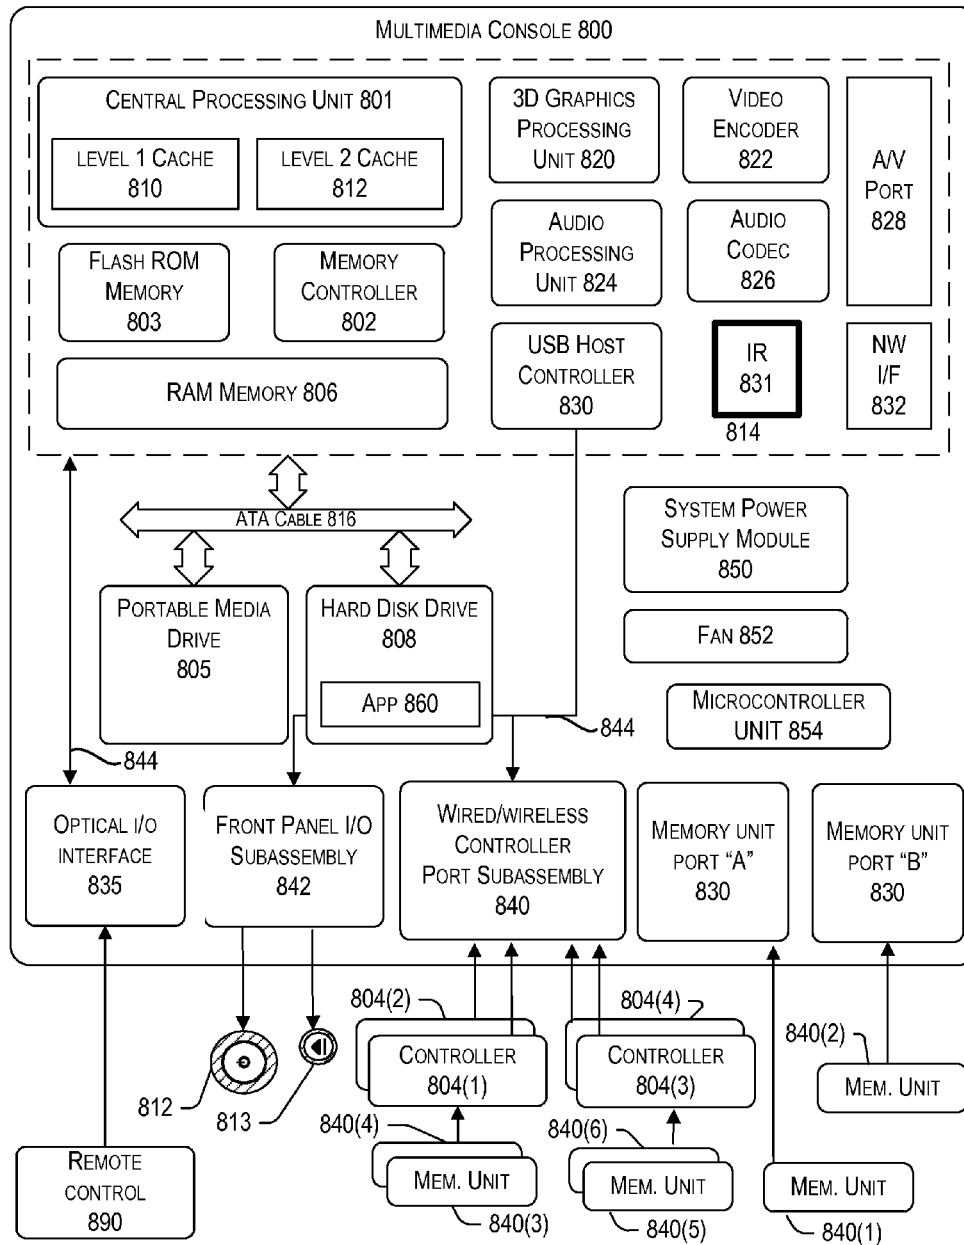 MULTIMEDIA CONSOLE 800
CENTRAL PROCESSING UNIT 801
LEVEL 1 CACHE
810
LEVEL 2 CACHE
812
3D GRAPHICS
PROCESSING
UNIT 820
VIDEO
ENCODER
822
A/V
PORT
828
FLASH ROM
MEMORY
803
MEMORY
CONTROLLER
802
AUDIO
PROCESSING
UNIT 824
AUDIO
CODEC
826
RAM MEMORY 806
USB HOST
CONTROLLER
830
IR
831
814
NW
I/F
832
ATA CABLE 816
SYSTEM POWER
SUPPLY MODULE
850
PORTABLE MEDIA
DRIVE
805
HARD DISK DRIVE
808
APP 860
FAN 852
MICROCONTROLLER
UNIT 854
844
844
OPTICAL I/O
INTERFACE
835
FRONT PANEL I/O
SUBASSEMBLY
842
WIRED/WIRELESS
CONTROLLER
PORT SUBASSEMBLY
840
MEMORY UNIT
PORT “A”
830
MEMORY UNIT
PORT “B”
830
812
813
804(2)
CONTROLLER
804(1)
804(4)
CONTROLLER
804(3)
840(2)
MEM. UNIT
840(4)
MEM. UNIT
840(3)
840(6)
MEM. UNIT
840(5)
MEM. UNIT
840(1)
REMOTE
CONTROL
890